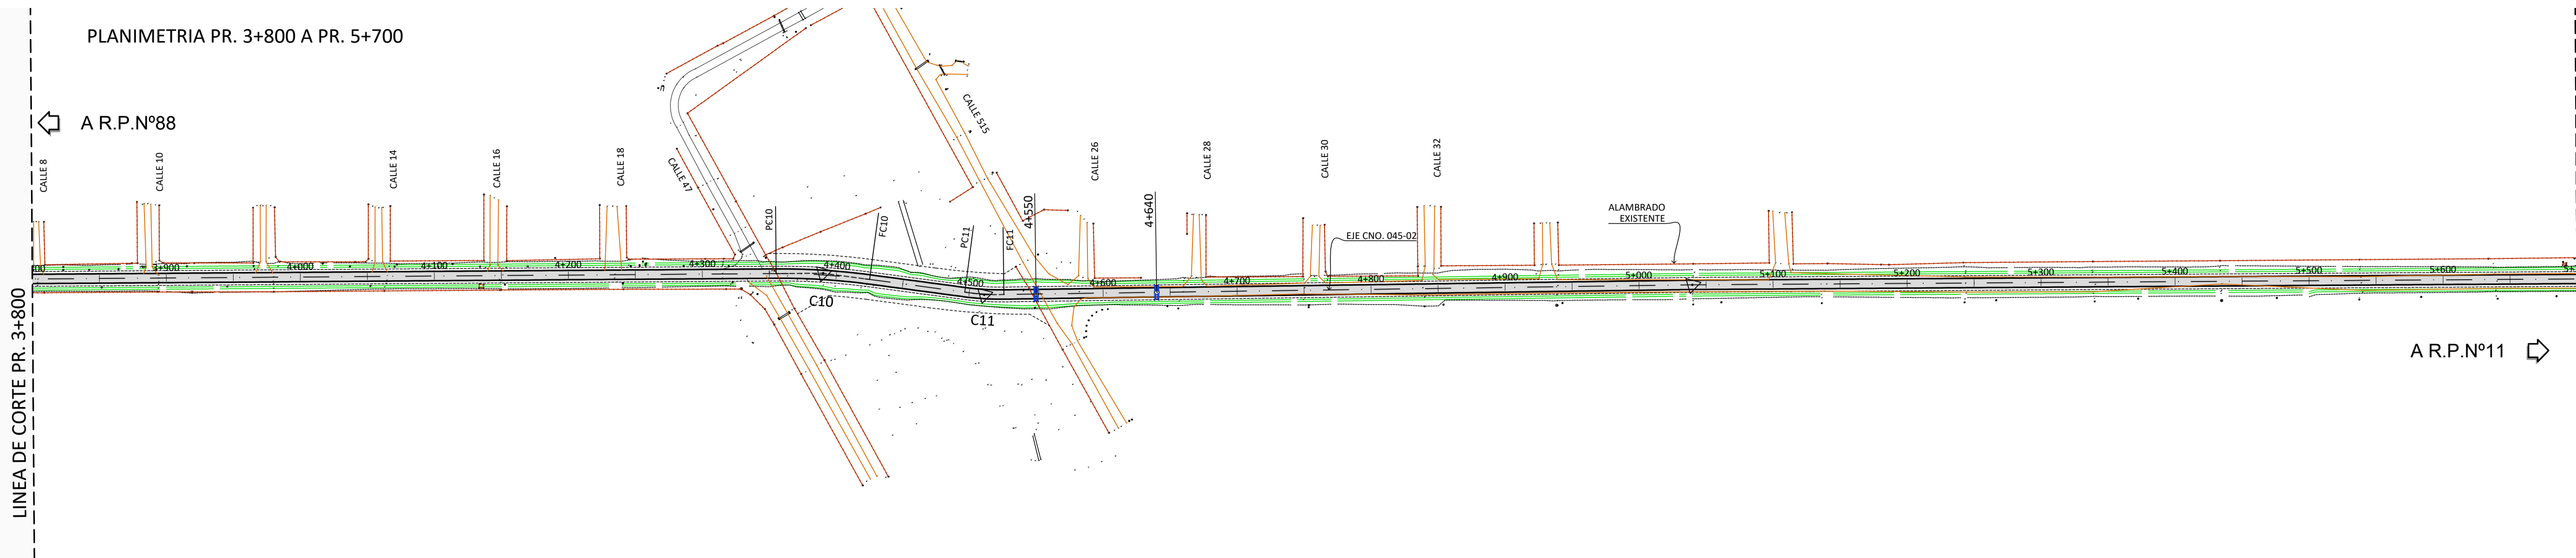 PLANIMETRIA PR. 3+800 A PR. 5+700
A R.P.Nº88
LINEA DE CORTE PR. 3+800
CALLE 8
CALLE 10
CALLE 14
CALLE 16
CALLE 18
CALLE 47
CALLE 515
CALLE 26
CALLE 28
CALLE 30
CALLE 32
PC10
FC10
PC11
FC11
4+550
4+640
EJE CNO. 045-02
ALAMBRADO
EXISTENTE
3+900
4+000
4+100
4+200
4+300
4+400
4+500
4+600
4+700
4+800
4+900
5+000
5+100
5+200
5+300
5+400
5+500
5+600
C10
C11
A R.P.Nº11